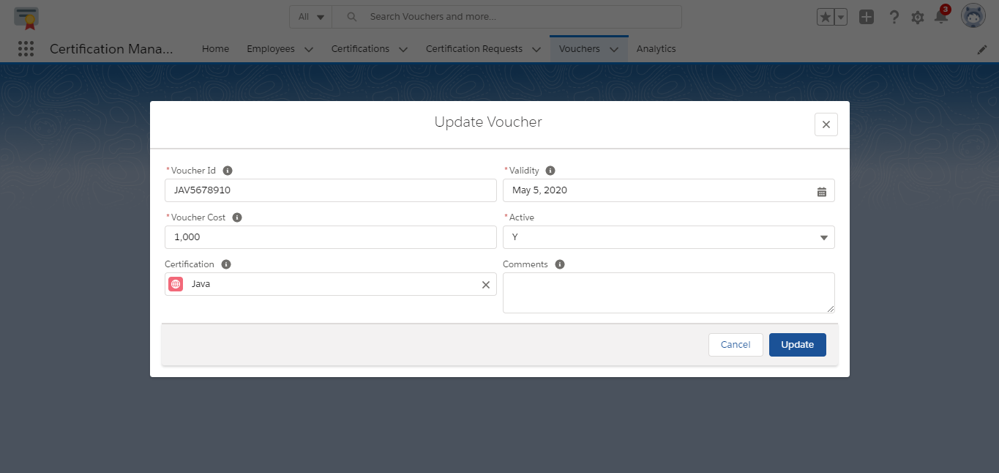 All
Search Vouchers and more...
3
Certification Mana...
Home
Employees
Certifications
Certification Requests
Vouchers
Analytics
Update Voucher
* Voucher Id
JAV5678910
* Validity
May 5, 2020
* Voucher Cost
1,000
* Active
Y
Certification
Java
Comments
Cancel
Update